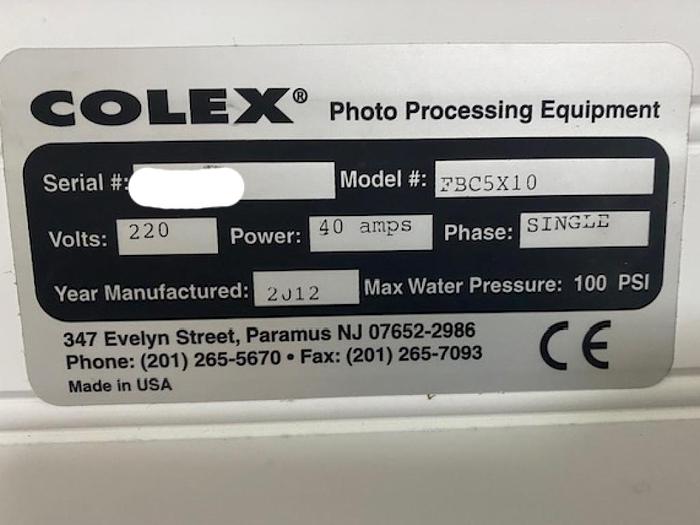 COLEX® Photo Processing Equipment
Serial #: Model #: FBC5X10
Volts: 220 Power: 40 amps Phase: SINGLE
Year Manufactured: 2012 Max Water Pressure: 100 PSI
347 Evelyn Street, Paramus NJ 07652-2986
Phone: (201) 265-5670 • Fax: (201) 265-7093
Made in USA
CE